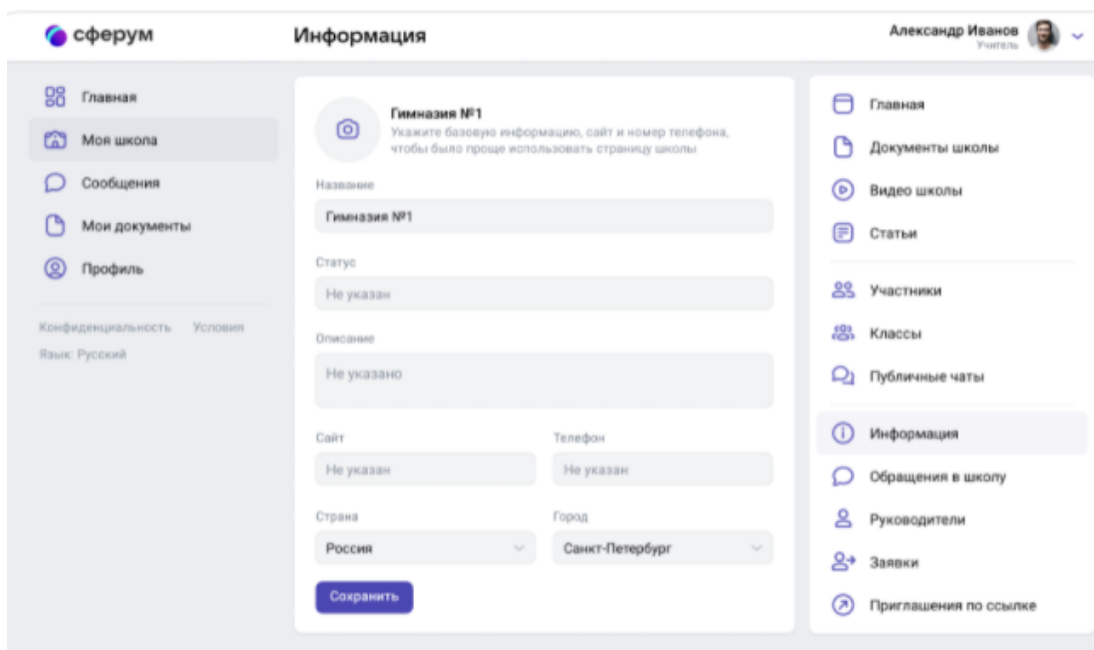 сферум
Информация
Александр Иванов
Учитель
Главная
Моя школа
Сообщения
Мои документы
Профиль
Конфиденциальность Условия
Язык: Русский
Гимназия №1
Укажите базовую информацию, сайт и номер телефона,
чтобы было проще использовать страницу школы
Название
Гимназия №1
Статус
Не указан
Описание
Не указано
Сайт Телефон
Не указан Не указан
Страна Город
Россия Санкт-Петербург
Сохранить
Главная
Документы школы
Видео школы
Статьи
Участники
Классы
Публичные чаты
Информация
Обращения в школу
Руководители
Заявки
Приглашения по ссылке